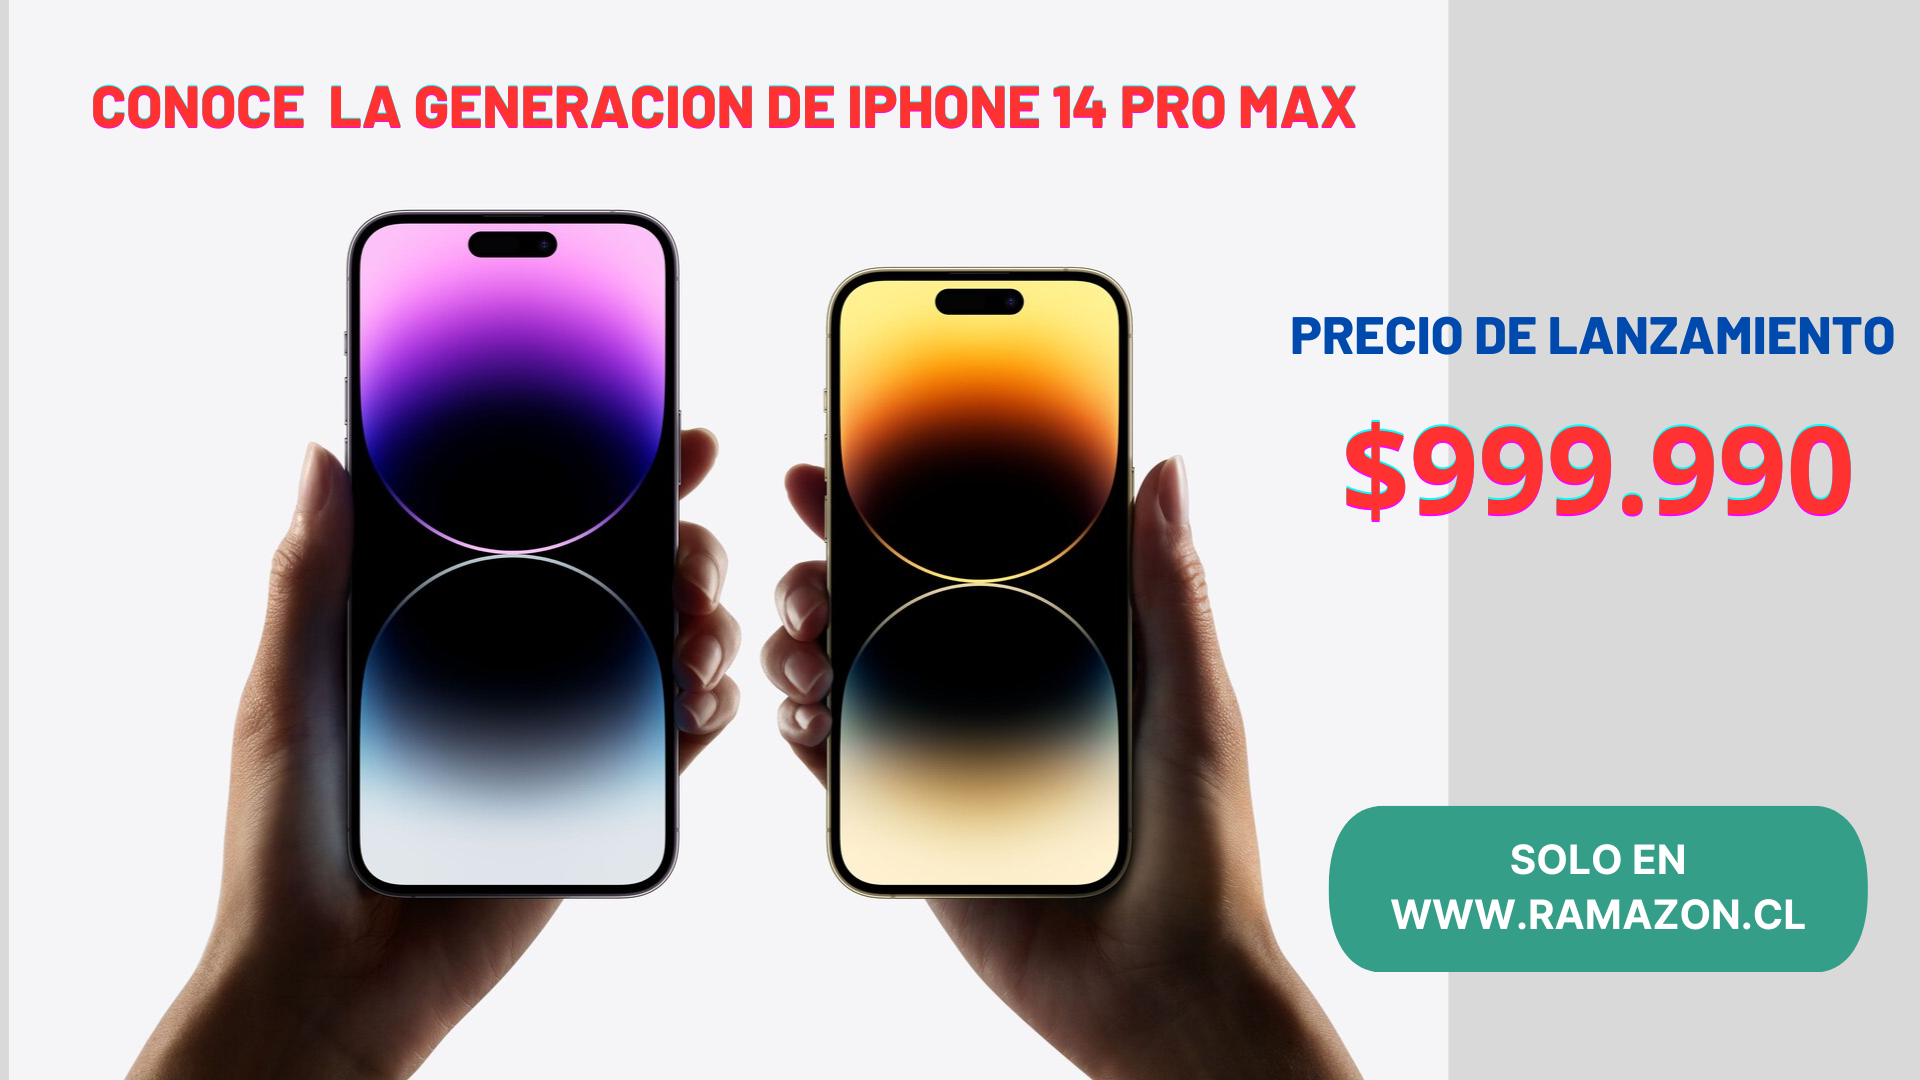 CONOCE LA GENERACION DE IPHONE 14 PRO MAX
PRECIO DE LANZAMIENTO
$999.990
SOLO EN
WWW.RAMAZON.CL